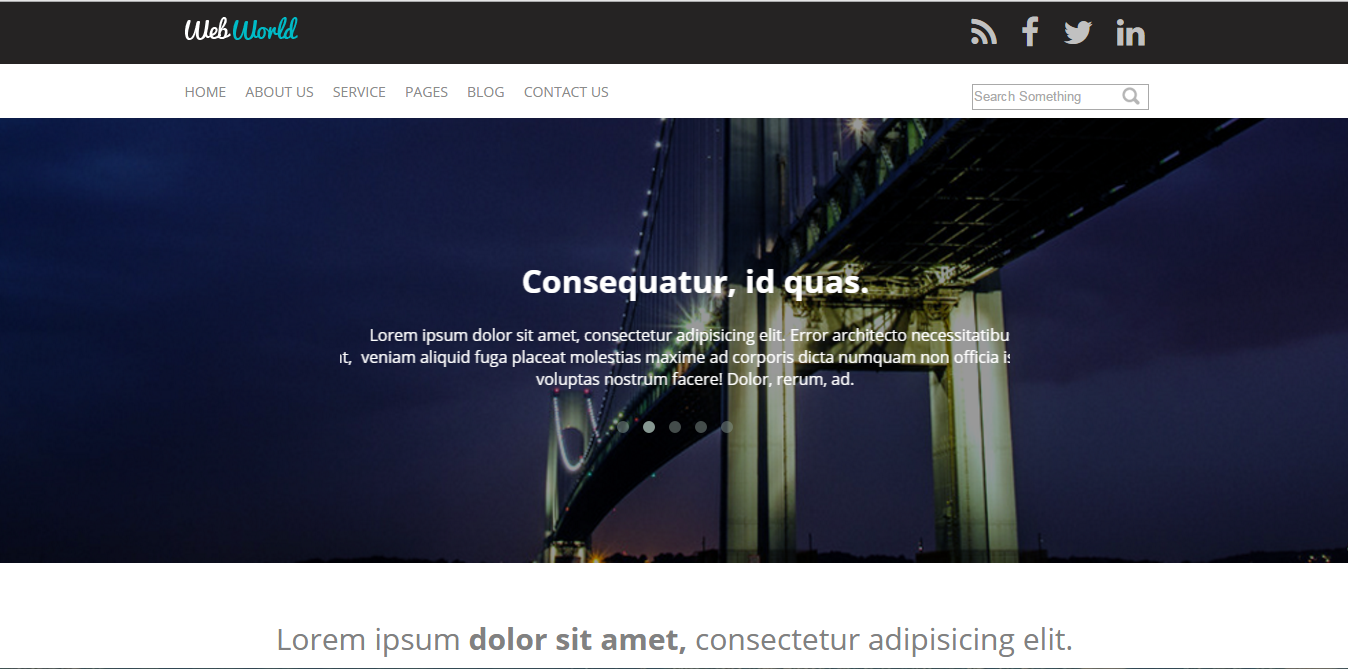 Web World
HOME ABOUT US SERVICE PAGES BLOG CONTACT US
Search Something
Consequatur, id quas.
Lorem ipsum dolor sit amet, consectetur adipisicing elit. Error architecto necessitatibu
t, veniam aliquid fuga placeat molestias maxime ad corporis dicta numquam non officia is
voluptas nostrum facere! Dolor, rerum, ad.
Lorem ipsum dolor sit amet, consectetur adipisicing elit.